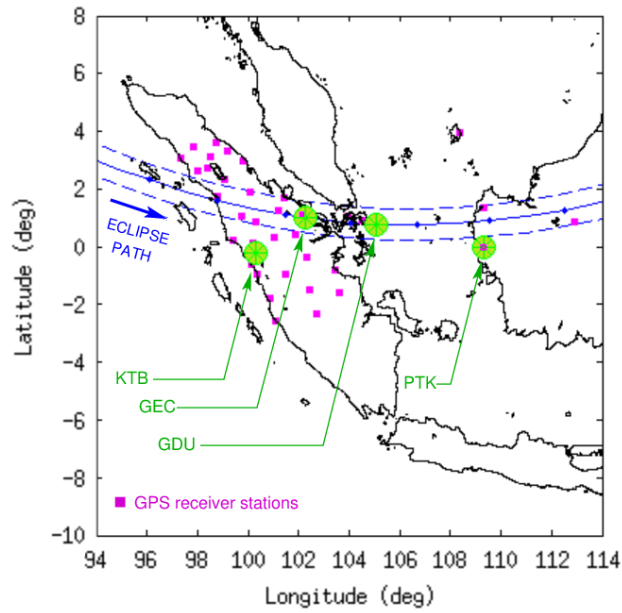 8
6
4
2
0
-2
-4
-6
-8
-10
Latitude (deg)
ECLIPSE
PATH
KTB
GEC
GDU
PTK
GPS receiver stations
94 96 98 100 102 104 106 108 110 112 114
Longitude (deg)